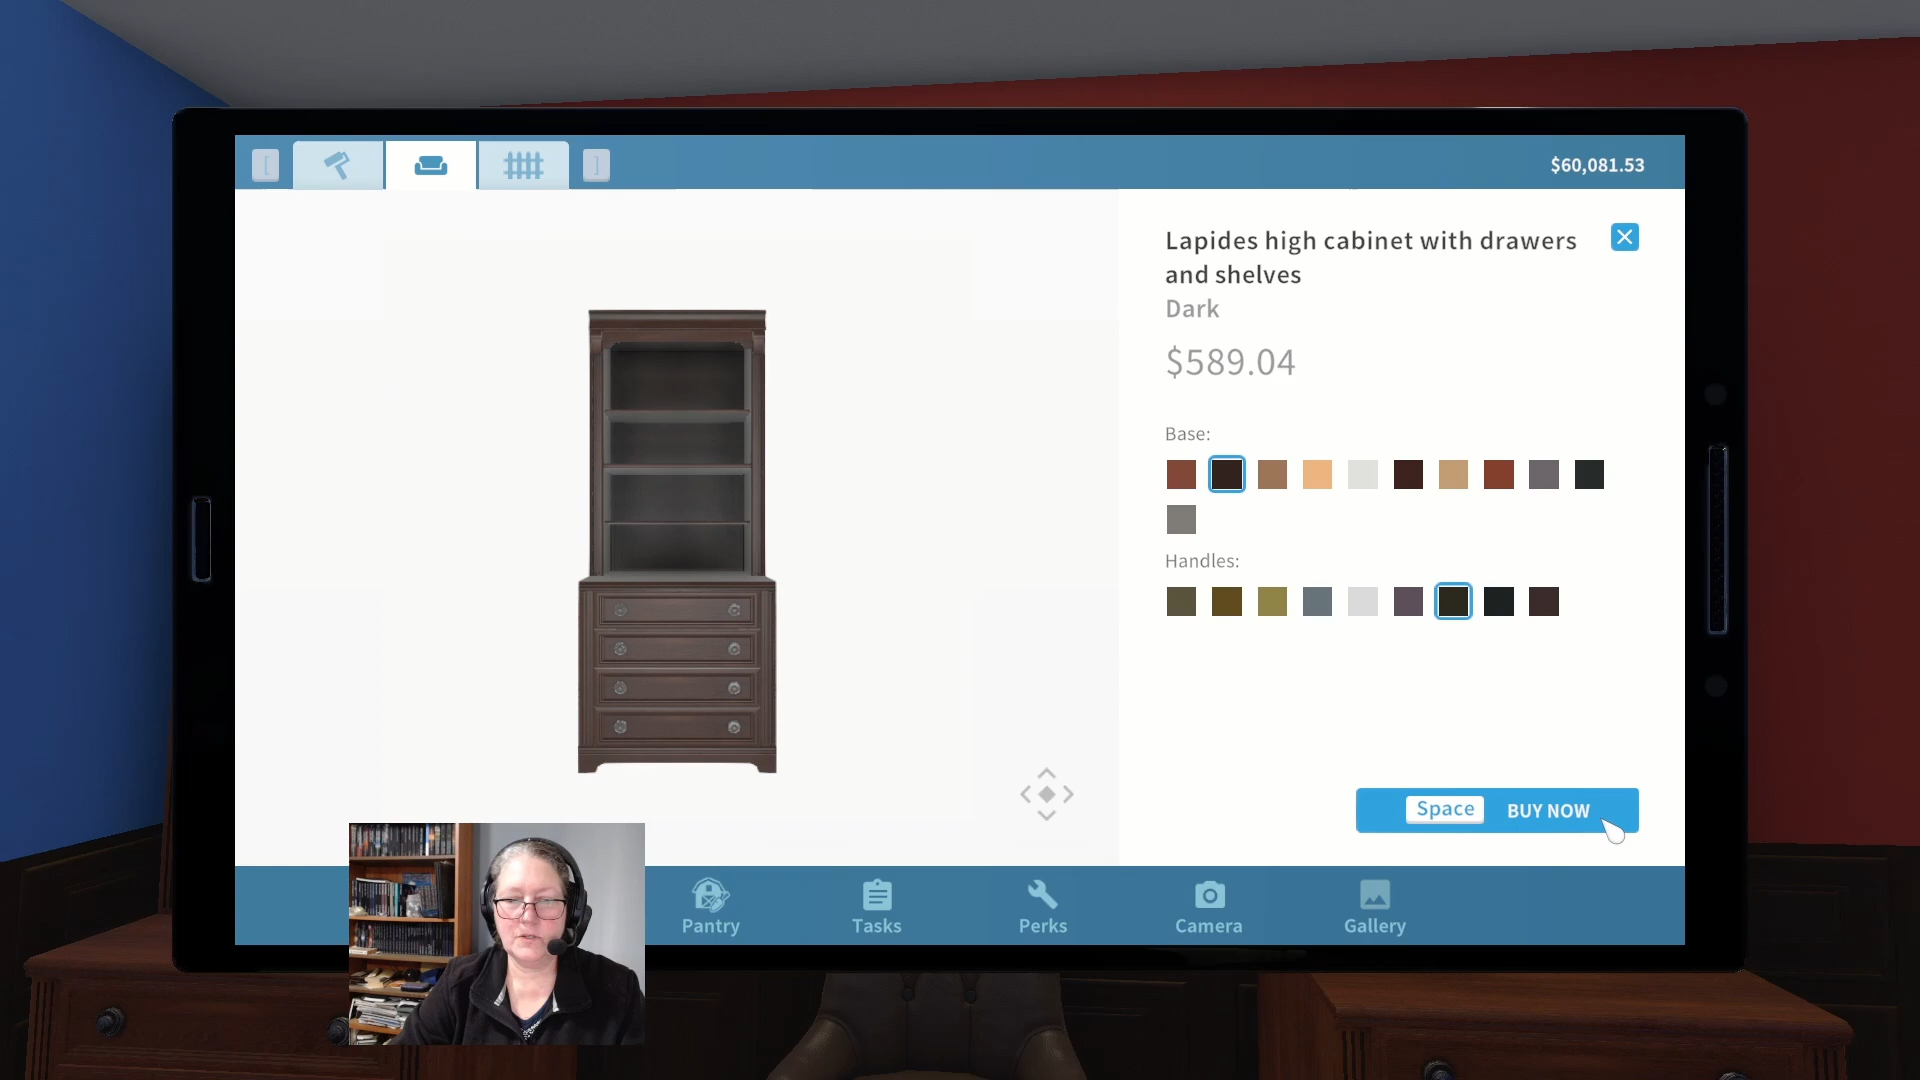 [
]
$60,081.53
Lapides high cabinet with drawers
and shelves
Dark
$589.04
Base:
Handles:
Space BUY NOW
Pantry
Tasks
Perks
Camera
Gallery